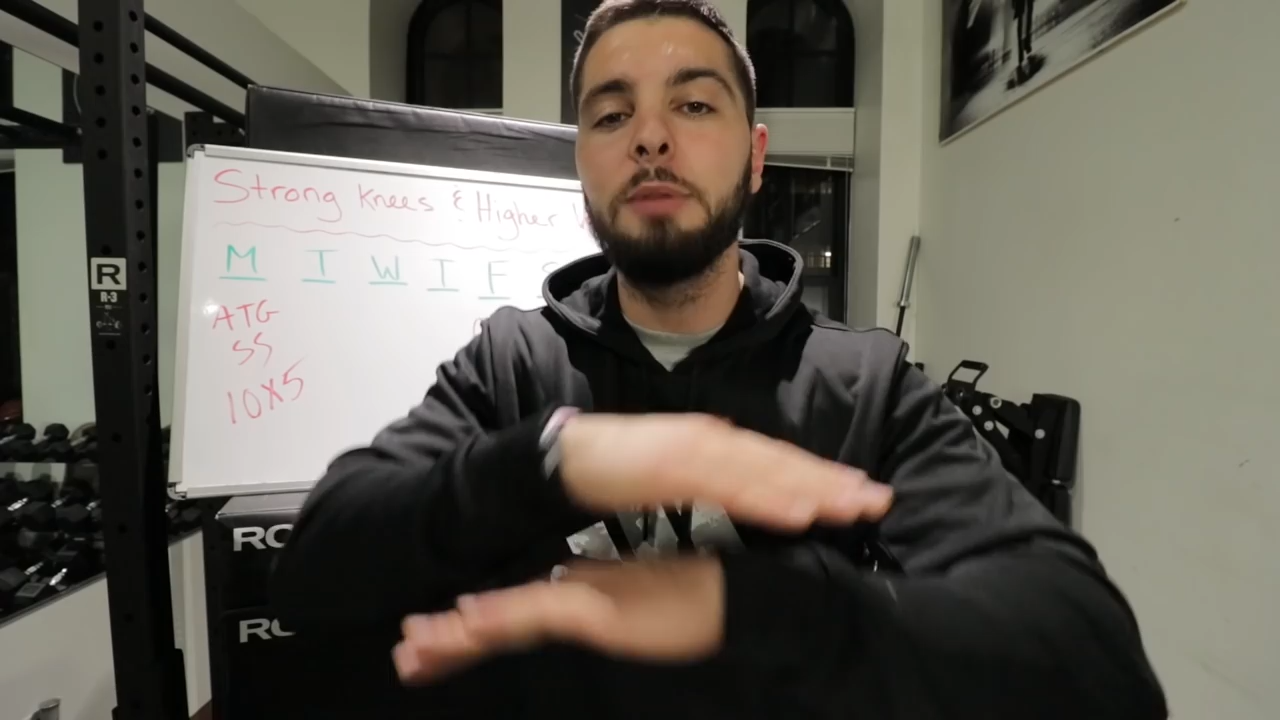 Strong Knees & Higher
M T W T F S
ATG
SS
10X5
R
R-3
RO
RO